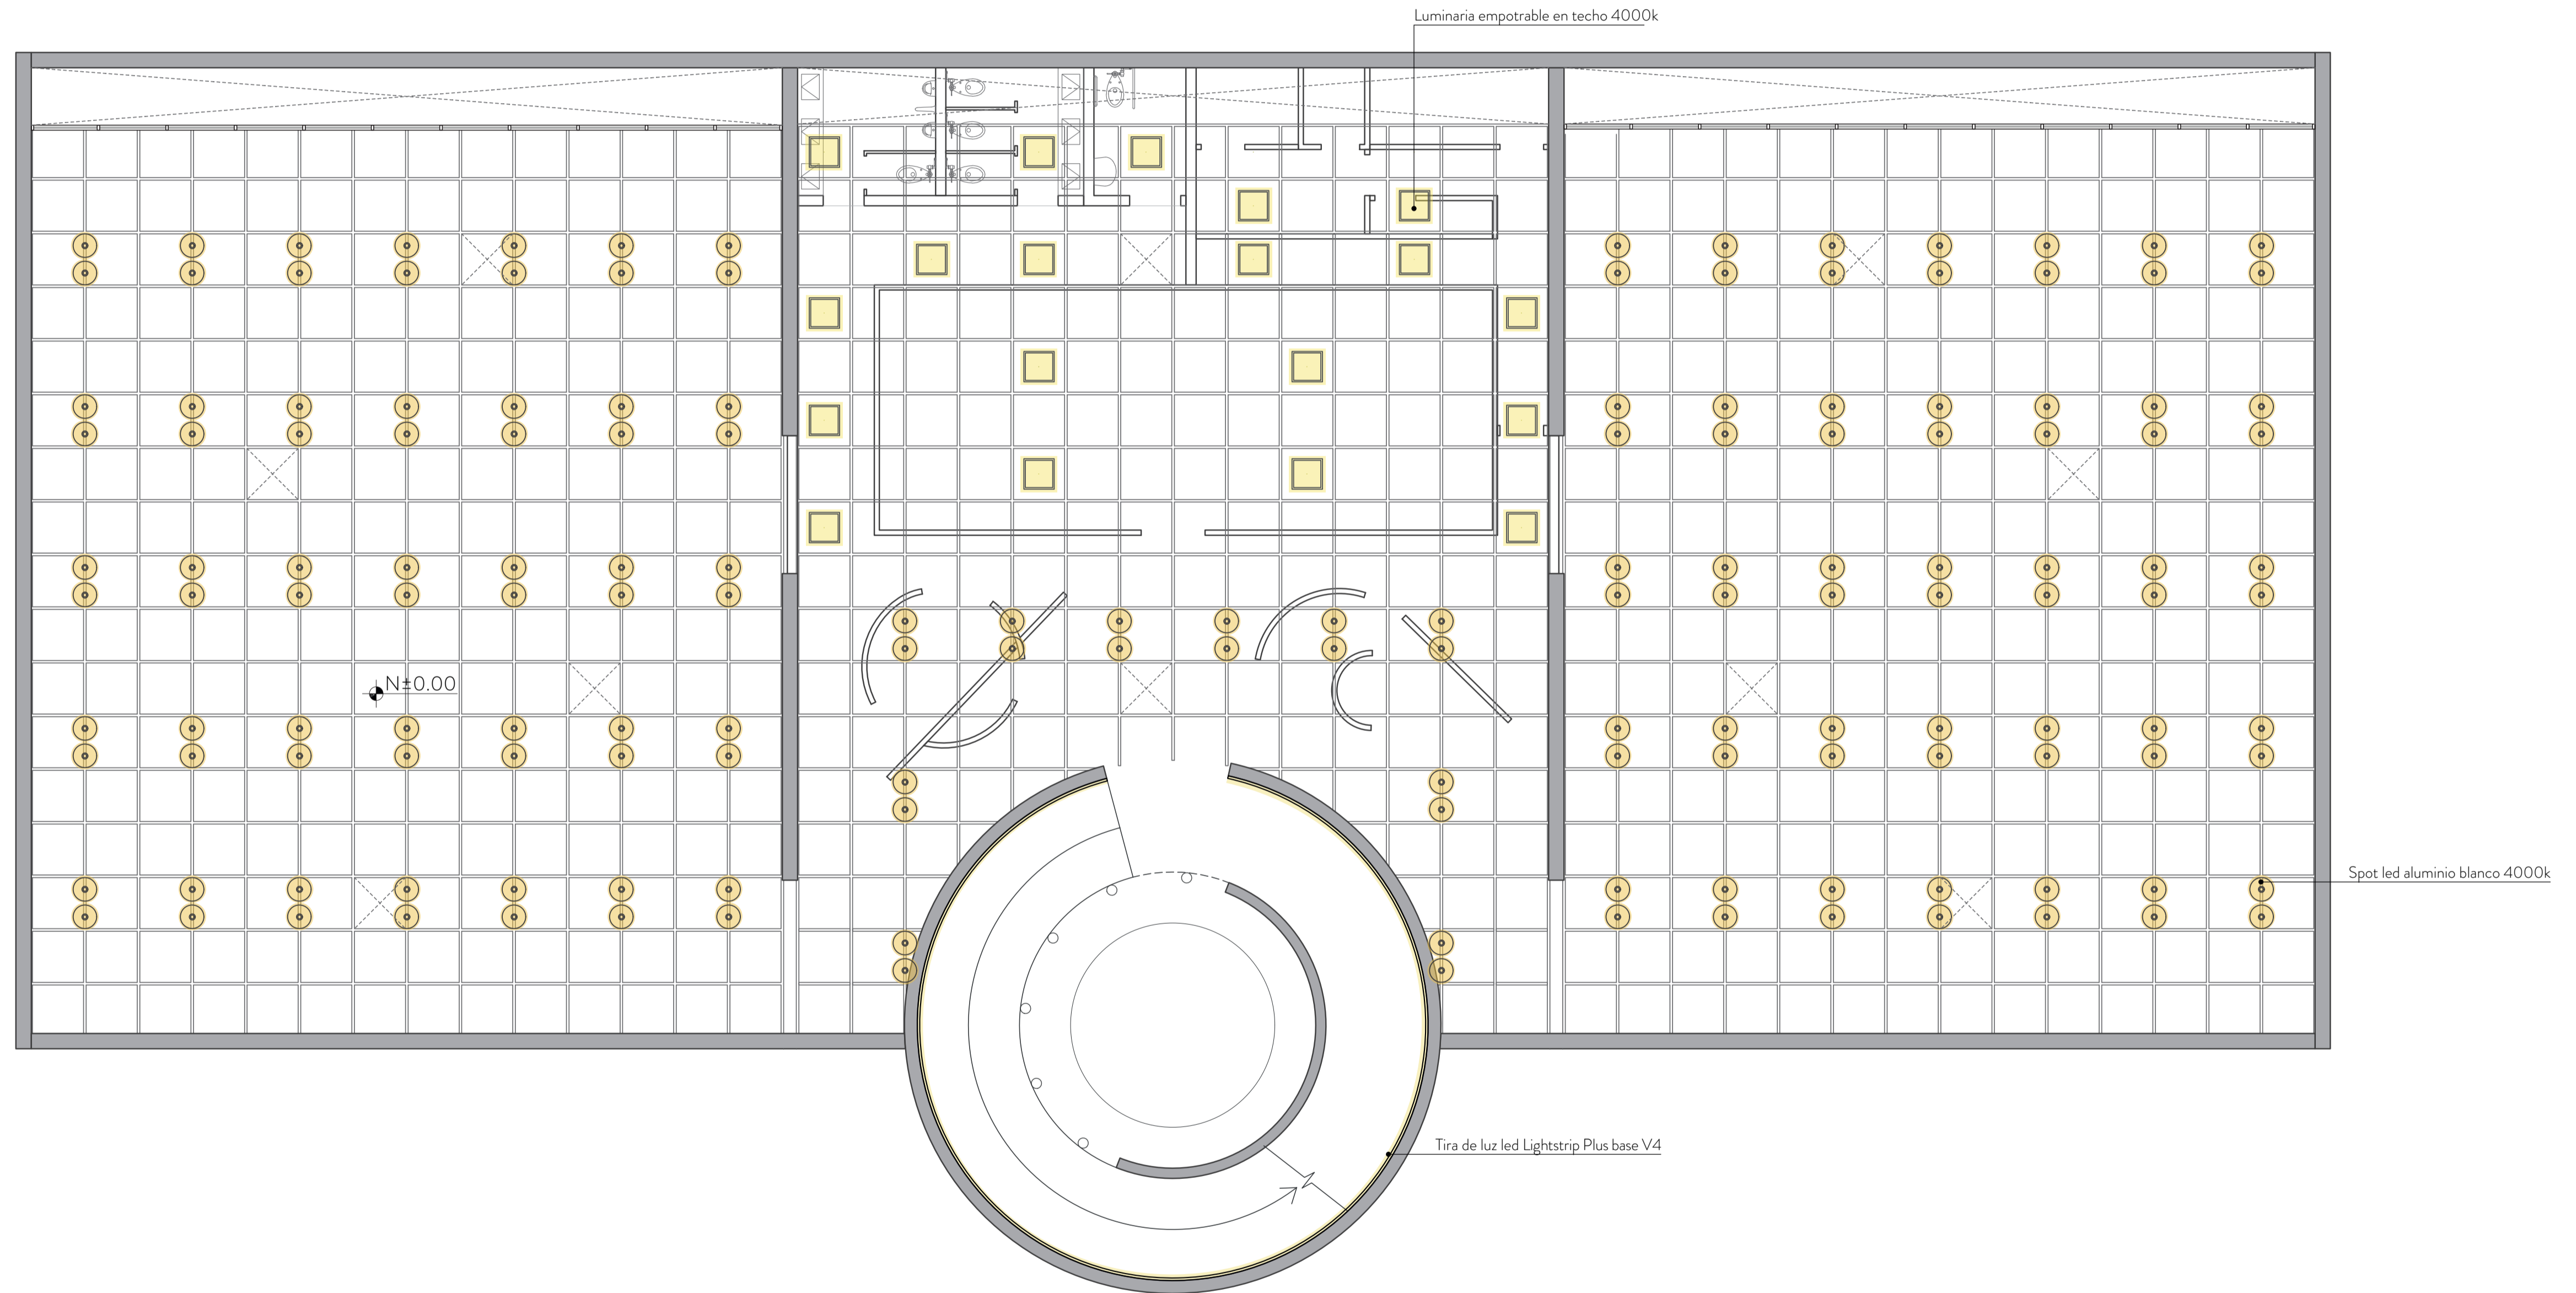 Luminaria empotrable en techo 4000k
N±0.00
Spot led aluminio blanco 4000k
Tira de luz led Lightstrip Plus base V4